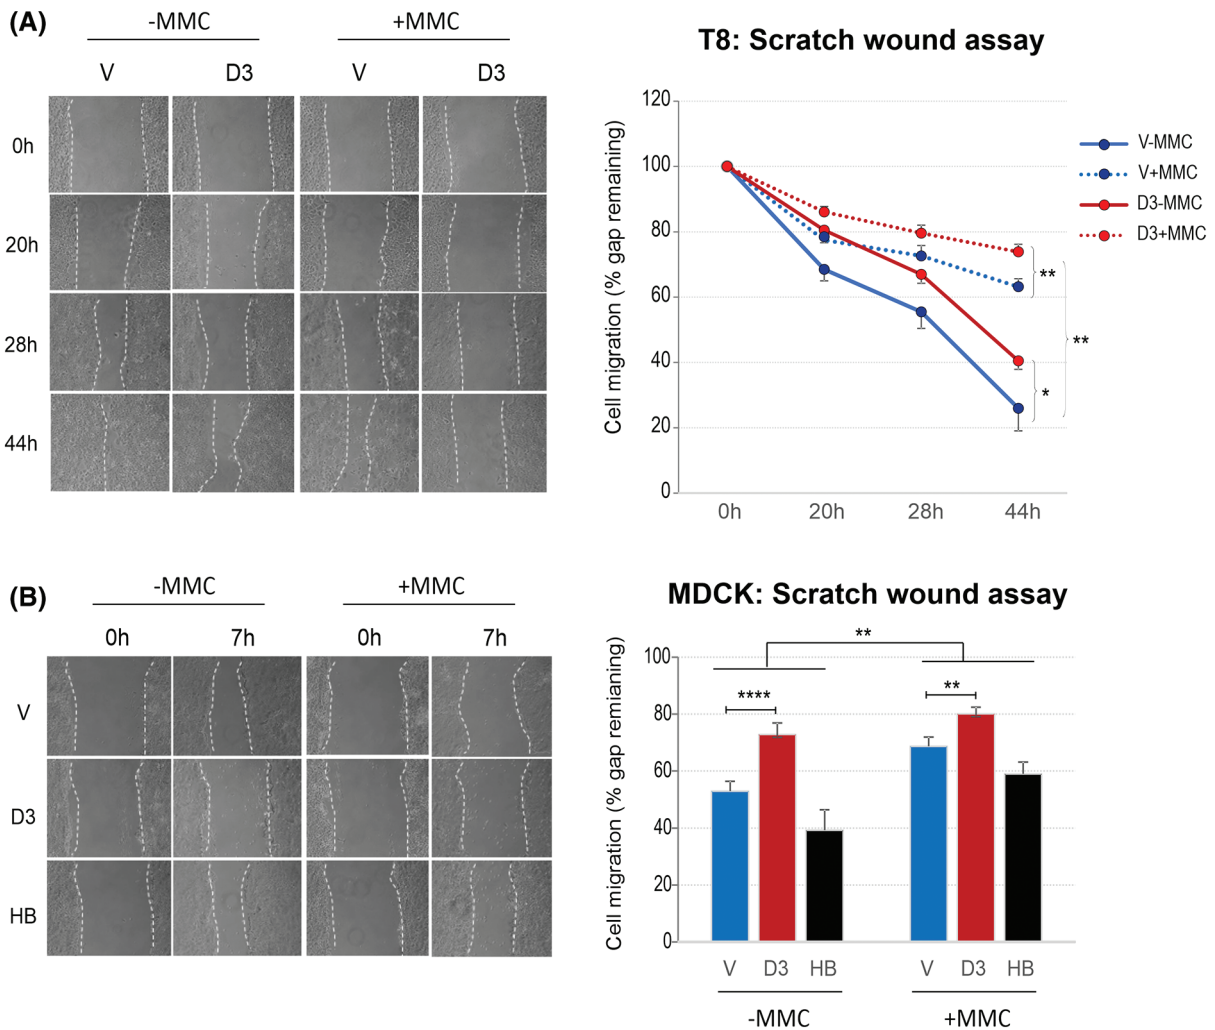 (A)
-MMC
+MMC
V
D3
V
D3
0h
20h
28h
44h
T8: Scratch wound assay
Cell migration (% gap remaining)
120
100
80
60
40
20
0
0h
20h
28h
44h
V-MMC
V+MMC
D3-MMC
D3+MMC
**
**
*
(B)
-MMC
+MMC
0h
7h
0h
7h
V
D3
HB
MDCK: Scratch wound assay
Cell migration (% gap remianing)
100
80
60
40
20
0
**
****
**
V
D3
HB
V
D3
HB
-MMC
+MMC